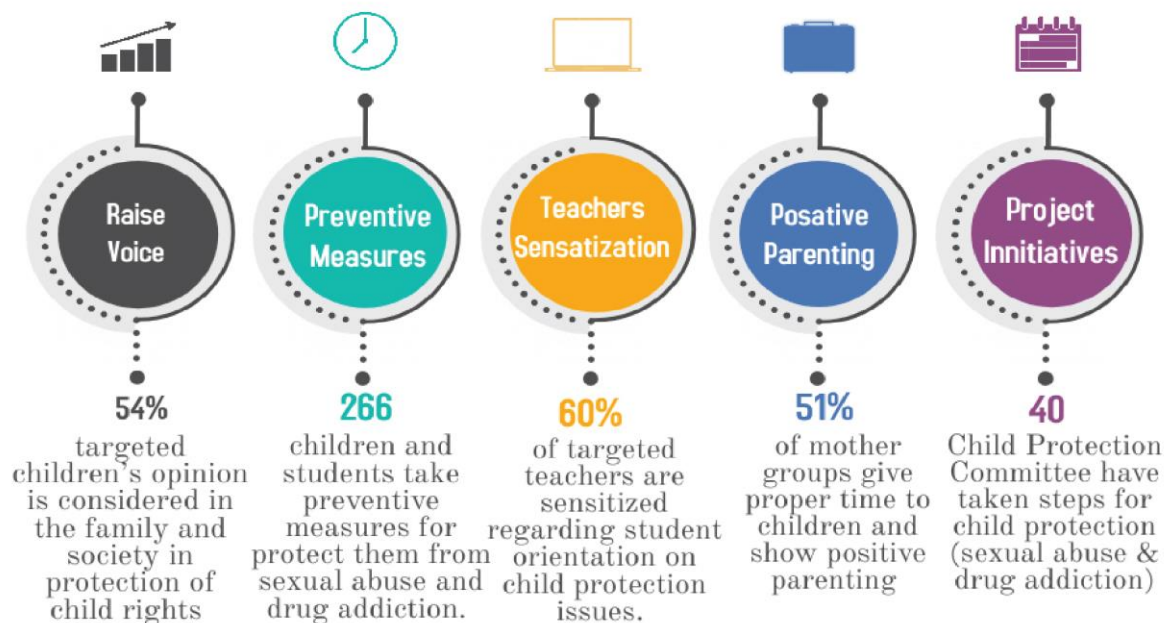 Raise
Voice
Preventive
Measures
Teachers
Sensatization
Posative
Parenting
Project
Innitiatives
54%
targeted
children's opinion
is considered in
the family and
society in
protection of
child rights
266
children and
students take
preventive
measures for
protect them from
sexual abuse and
drug addiction.
60%
of targeted
teachers are
sensitized
regarding student
orientation on
child protection
issues.
51%
of mother
groups give
proper time to
children and
show positive
parenting
40
Child Protection
Committee have
taken steps for
child protection
(sexual abuse &
drug addiction)